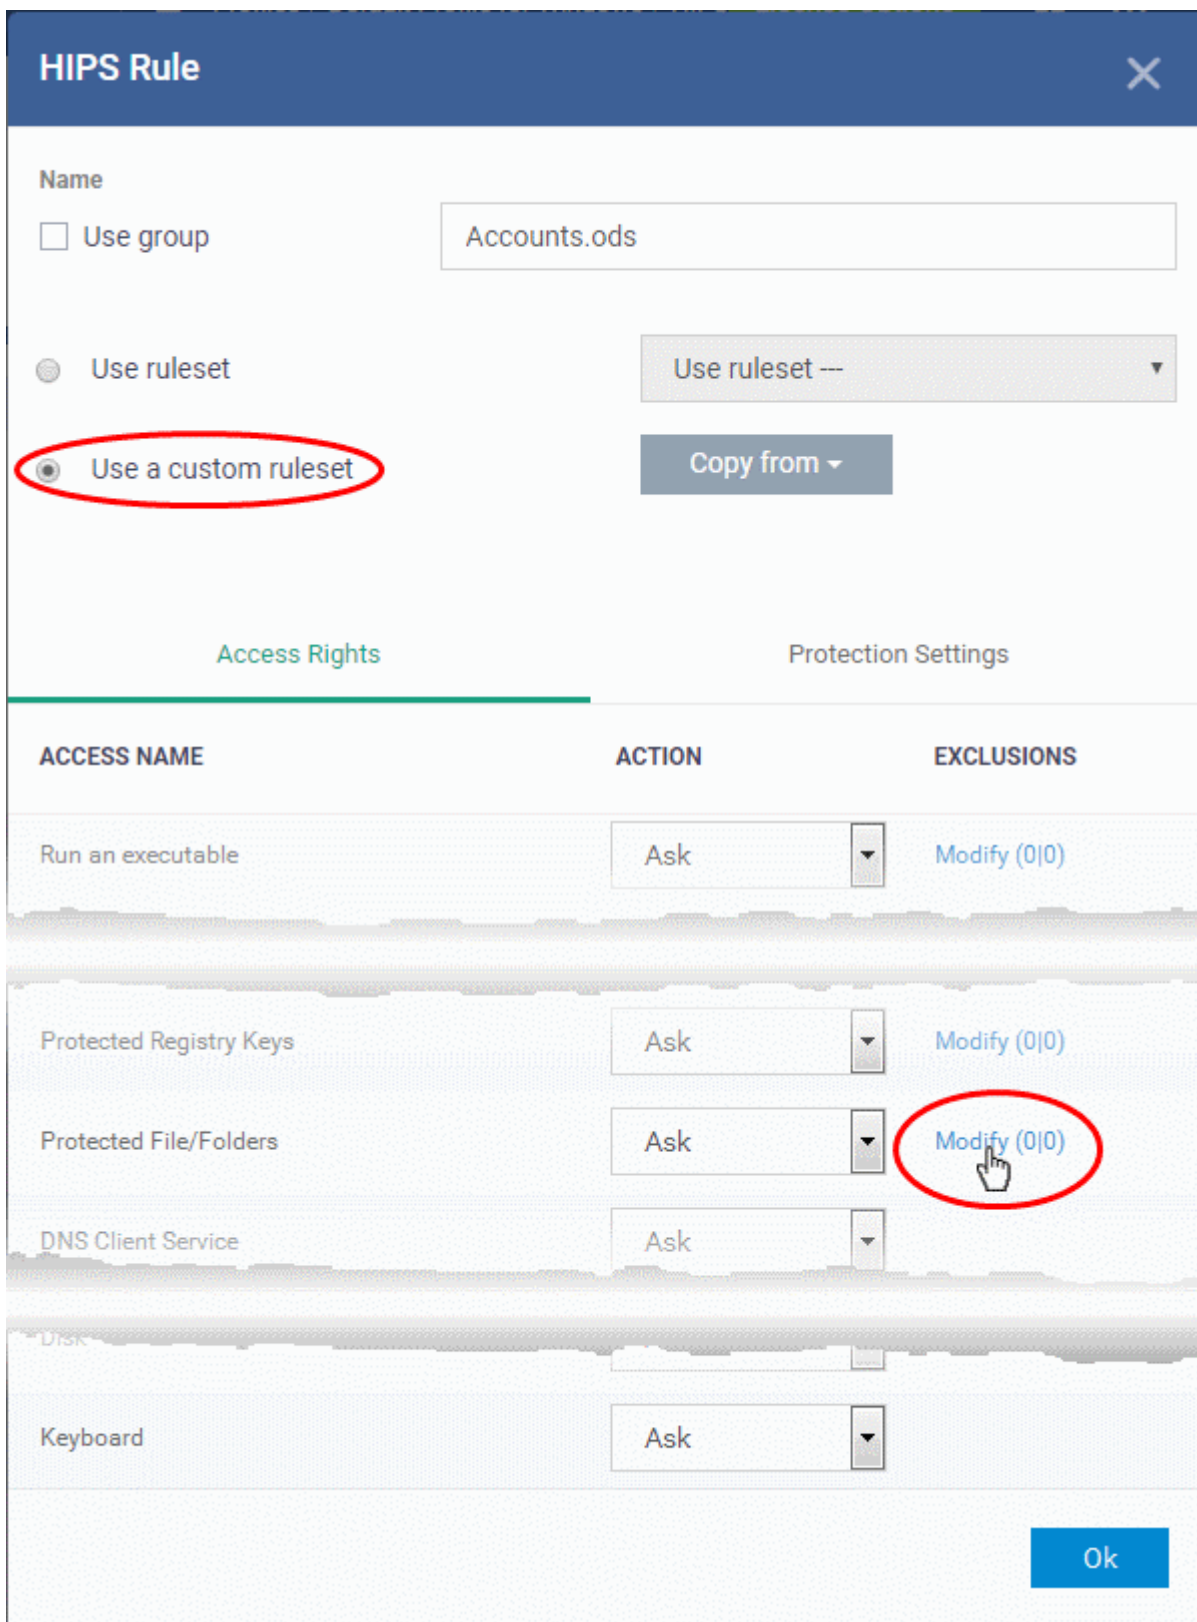 HIPS Rule
Name
Use group
Accounts.ods
Use ruleset
Use ruleset ---
Use a custom ruleset
Copy from
Access Rights
Protection Settings
ACCESS NAME ACTION EXCLUSIONS
Run an executable Ask Modify (0|0)
Protected Registry Keys Ask Modify (0|0)
Protected File/Folders Ask Modify (0|0)
DNS Client Service Ask
Disk
Keyboard Ask
Ok